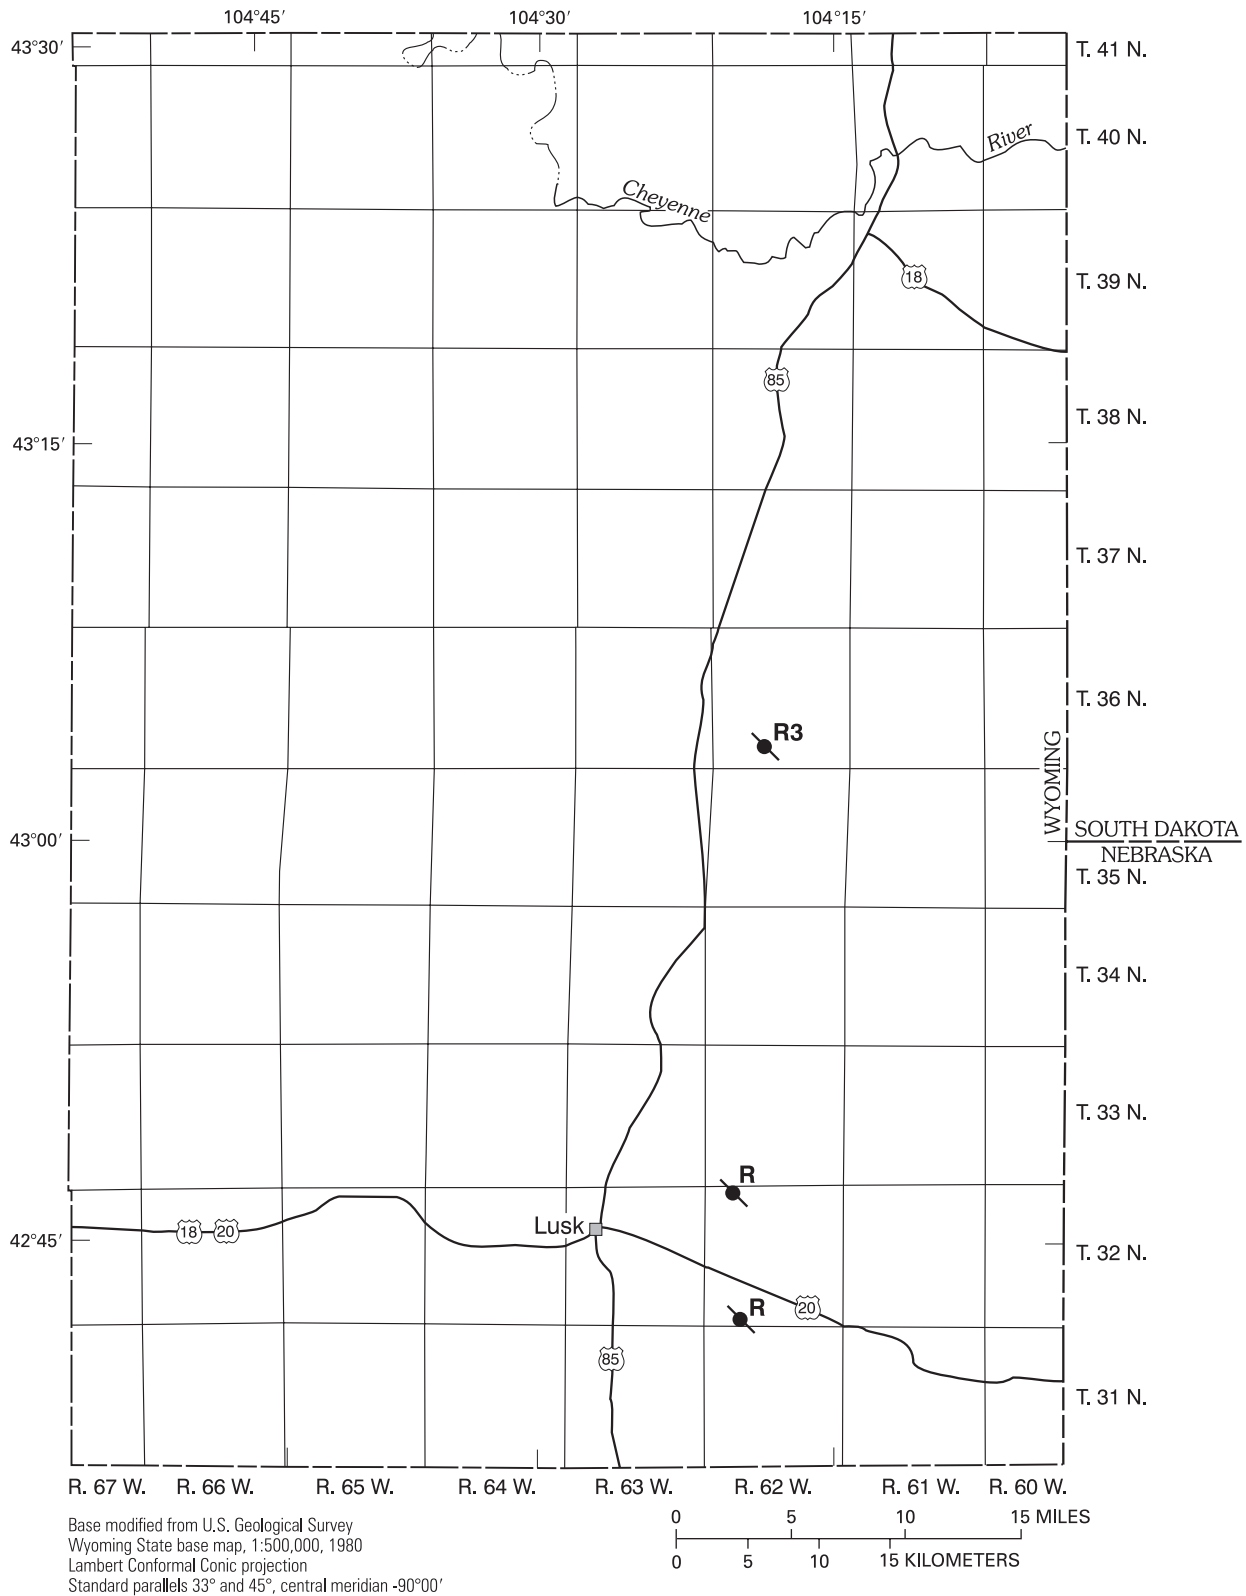 104°45′ 104°30′ 104°15′
43°30′
T. 41 N.
T. 40 N.
River
Cheyenne
18
T. 39 N.
85
T. 38 N.
43°15′
T. 37 N.
T. 36 N.
R3
WYOMING
43°00′
SOUTH DAKOTA
NEBRASKA
T. 35 N.
T. 34 N.
T. 33 N.
R
18 20
Lusk
42°45′
T. 32 N.
R
20
85
T. 31 N.
R. 67 W. R. 66 W. R. 65 W. R. 64 W. R. 63 W. R. 62 W. R. 61 W. R. 60 W.
0 5 10 15 MILES
0 5 10 15 KILOMETERS
Base modified from U.S. Geological Survey
Wyoming State base map, 1:500,000, 1980
Lambert Conformal Conic projection
Standard parallels 33° and 45°, central meridian -90°00′